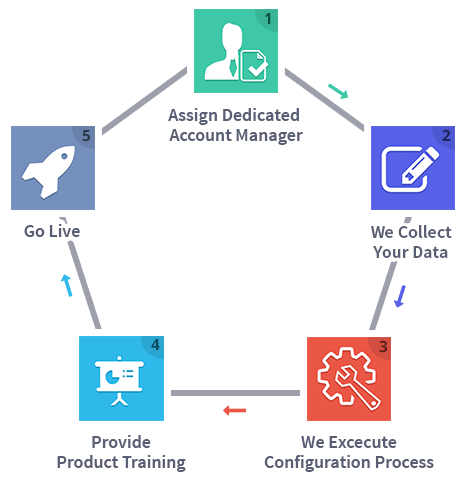 1
Assign Dedicated
Account Manager
2
We Collect
Your Data
3
We Excecute
Configuration Process
4
Provide
Product Training
5
Go Live